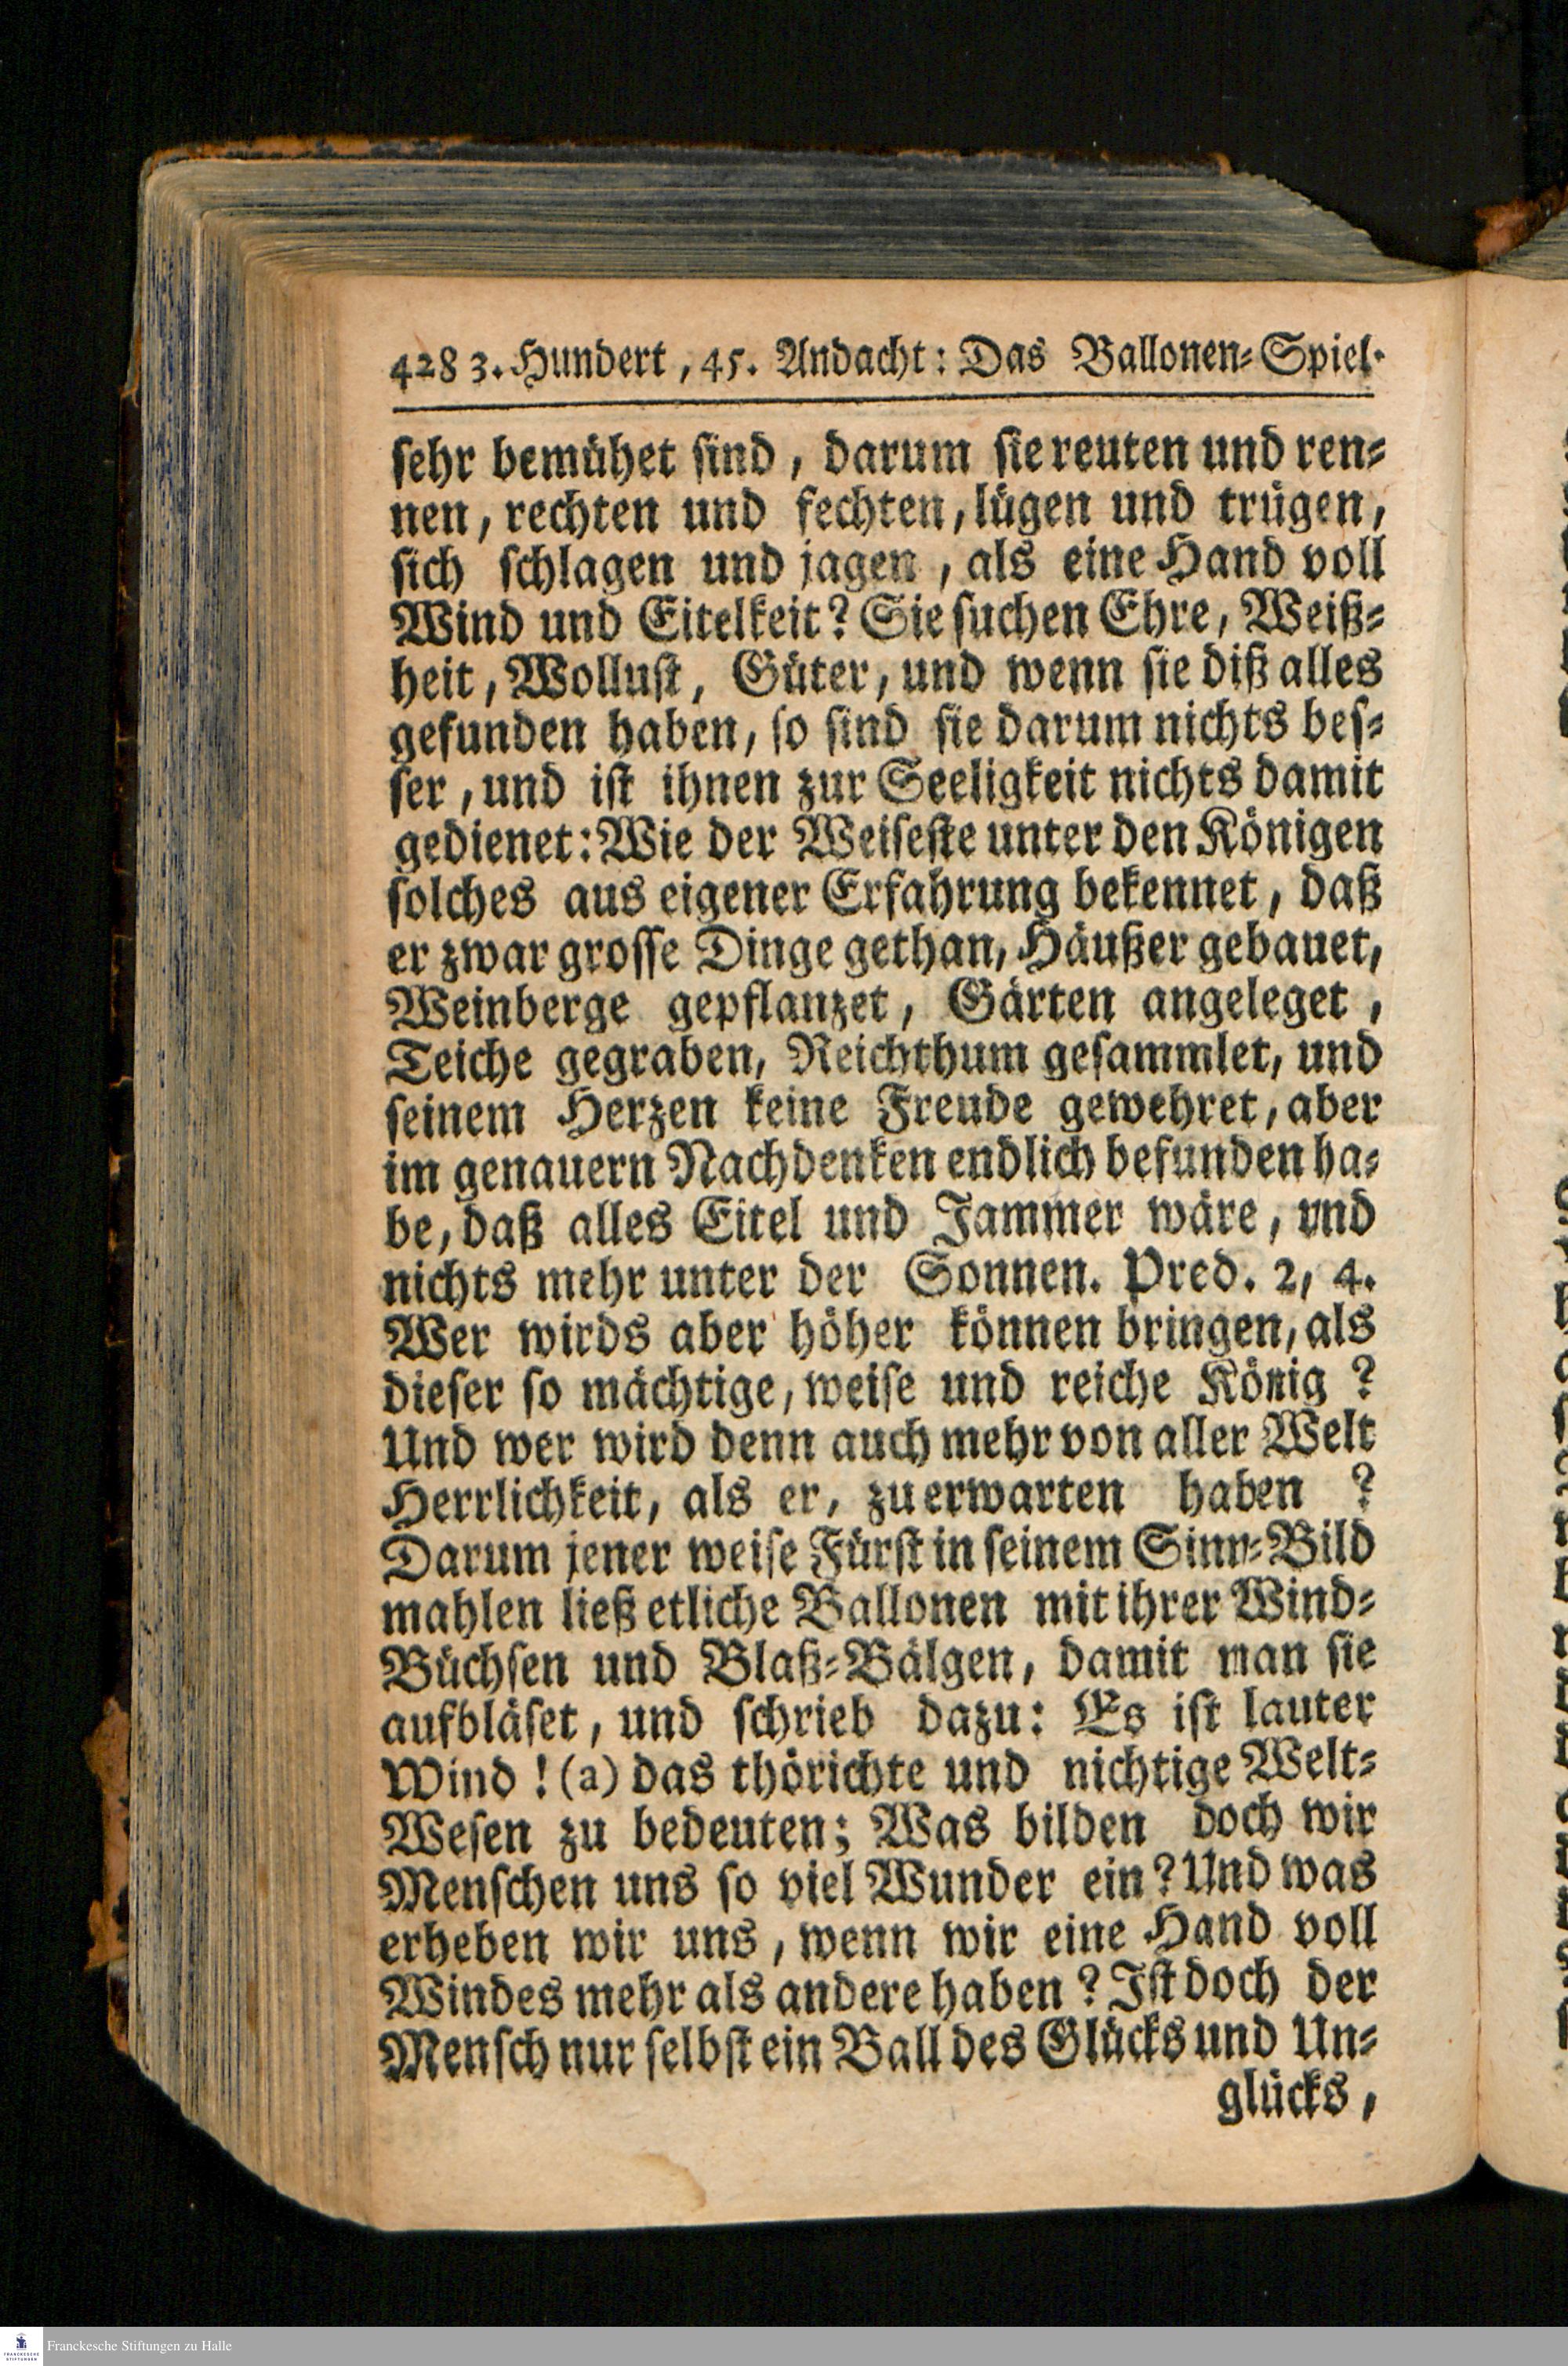 428 3. Hundert, 45. Andacht: Das Ballonen-Spiel.
sehr bemühet sind, darum sie reuten und ren-
nen, rechten und fechten, lügen und trügen,
sich schlagen und jagen, als eine Hand voll
Wind und Eitelkeit? Sie suchen Ehre, Weiß-
heit, Wollust, Güter, und wenn sie diß alles
gefunden haben, so sind sie darum nichts bes-
ser, und ist ihnen zur Seeligkeit nichts damit
gedienet: Wie der Weiseste unter den Königen
solches aus eigener Erfahrung bekennet, daß
er zwar grosse Dinge gethan, Häußer gebauet,
Weinberge gepflanzet, Gärten angeleget,
Teiche gegraben, Reichthum gesammlet, und
seinem Herzen keine Freude gewehret, aber
im genauern Nachdenken endlich befunden ha-
be, daß alles Eitel und Jammer wäre, vnd
nichts mehr unter der Sonnen. Pred. 2, 4.
Wer wirds aber höher können bringen, als
dieser so mächtige, weise und reiche König?
Und wer wird denn auch mehr von aller Welt
Herrlichkeit, als er, zu erwarten haben?
Darum jener weise Fürst in seinem Sinn-Bild
mahlen ließ etliche Ballonen mit ihrer Wind-
Büchsen und Blaß-Bälgen, damit man sie
aufbläset, und schrieb dazu: Es ist lauter
Wind! (a) das thörichte und nichtige Welt-
Wesen zu bedeuten; Was bilden doch wir
Menschen uns so viel Wunder ein? Und was
erheben wir uns, wenn wir eine Hand voll
Windes mehr als andere haben? Ist doch der
Mensch nur selbst ein Ball des Glücks und Un-
glücks,
Franckesche Stiftungen zu Halle
FRANCKESCHE
STIFTUNGEN